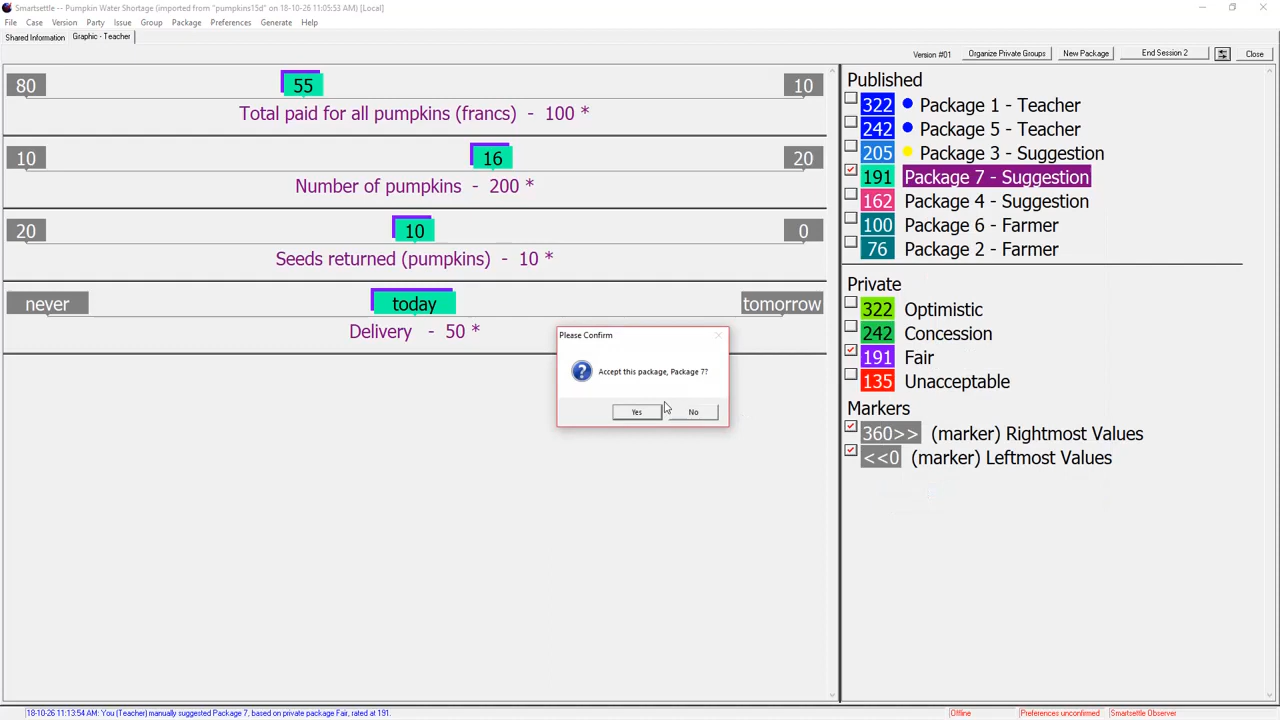 Smartsettle -- Pumpkin Water Shortage (imported from "pumpkins15d" on 18-10-26 11:05:53 AM) [Local]
File Case Version Party Issue Group Package Preferences Generate Help
Shared Information Graphic - Teacher
Version #01 Organize Private Groups New Package End Session 2 Close
80 55 10
Total paid for all pumpkins (francs) - 100 *
10 16 20
Number of pumpkins - 200 *
20 10 0
Seeds returned (pumpkins) - 10 *
never today tomorrow
Delivery - 50 *
Published
322 Package 1 - Teacher
242 Package 5 - Teacher
205 Package 3 - Suggestion
191 Package 7 - Suggestion
162 Package 4 - Suggestion
100 Package 6 - Farmer
76 Package 2 - Farmer
Private
322 Optimistic
242 Concession
191 Fair
135 Unacceptable
Markers
360>> (marker) Rightmost Values
<<0 (marker) Leftmost Values
Please Confirm
Accept this package, Package 7?
Yes No
18-10-26 11:13:54 AM: You (Teacher) manually suggested Package 7, based on private package Fair, rated at 191.
Offline Preferences unconfirmed Smartsettle Observer